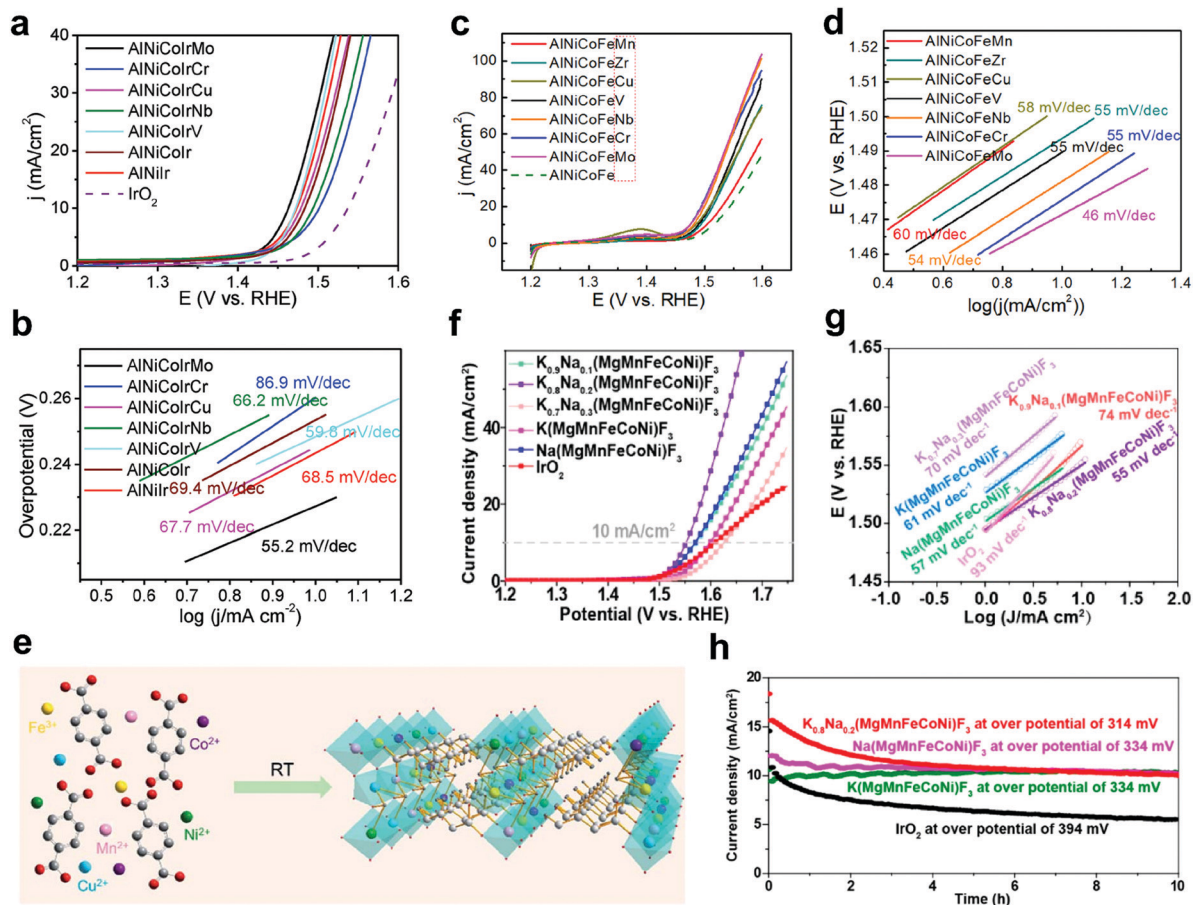 a
40
30
20
10
0
j (mA/cm²)
AlNiCoIrMo
AlNiCoIrCr
AlNiCoIrCu
AlNiCoIrNb
AlNiCoIrV
AlNiCoIr
AlNiIr
IrO₂
1.2 1.3 1.4 1.5 1.6
E (V vs. RHE)
c
120
100
80
60
40
20
0
j (mA/cm²)
AlNiCoFeMn
AlNiCoFeZr
AlNiCoFeCu
AlNiCoFeV
AlNiCoFeNb
AlNiCoFeCr
AlNiCoFeMo
AlNiCoFe
1.2 1.3 1.4 1.5 1.6
E (V vs. RHE)
d
1.52
1.51
1.50
1.49
1.48
1.47
1.46
E (V vs. RHE)
AlNiCoFeMn
AlNiCoFeZr
AlNiCoFeCu
AlNiCoFeV
AlNiCoFeNb
AlNiCoFeCr
AlNiCoFeMo
58 mV/dec
55 mV/dec
55 mV/dec
55 mV/dec
46 mV/dec
60 mV/dec
54 mV/dec
0.4 0.6 0.8 1.0 1.2 1.4
log(j(mA/cm²))
b
0.26
0.24
0.22
Overpotential (V)
AlNiCoIrMo
AlNiCoIrCr
AlNiCoIrCu
AlNiCoIrNb
AlNiCoIrV
AlNiCoIr
AlNiIr
86.9 mV/dec
66.2 mV/dec
59.8 mV/dec
68.5 mV/dec
69.4 mV/dec
67.7 mV/dec
55.2 mV/dec
0.5 0.6 0.7 0.8 0.9 1.0 1.1 1.2
log (j/mA cm⁻²)
f
40
20
0
Current density (mA/cm²)
K₀.₉Na₀.₁(MgMnFeCoNi)F₃
K₀.₈Na₀.₂(MgMnFeCoNi)F₃
K₀.₇Na₀.₃(MgMnFeCoNi)F₃
K(MgMnFeCoNi)F₃
Na(MgMnFeCoNi)F₃
IrO₂
10 mA/cm²
1.2 1.3 1.4 1.5 1.6 1.7
Potential (V vs. RHE)
g
1.65
1.60
1.55
1.50
1.45
E (V vs. RHE)
K₀.₇Na₀.₃(MgMnFeCoNi)F₃
70 mV dec⁻¹
K₀.₉Na₀.₁(MgMnFeCoNi)F₃
74 mV dec⁻¹
K(MgMnFeCoNi)F₃
61 mV dec⁻¹
Na(MgMnFeCoNi)F₃
57 mV dec⁻¹
IrO₂
93 mV dec⁻¹
K₀.₈Na₀.₂(MgMnFeCoNi)F₃
55 mV dec⁻¹
-1.0 -0.5 0.0 0.5 1.0 1.5 2.0
Log (J/mA cm²)
e
Fe³⁺
Co²⁺
Ni²⁺
Mn²⁺
Cu²⁺
RT
h
20
15
10
5
0
Current density (mA/cm²)
K₀.₈Na₀.₂(MgMnFeCoNi)F₃ at over potential of 314 mV
Na(MgMnFeCoNi)F₃ at over potential of 334 mV
K(MgMnFeCoNi)F₃ at over potential of 334 mV
IrO₂ at over potential of 394 mV
0 2 4 6 8 10
Time (h)